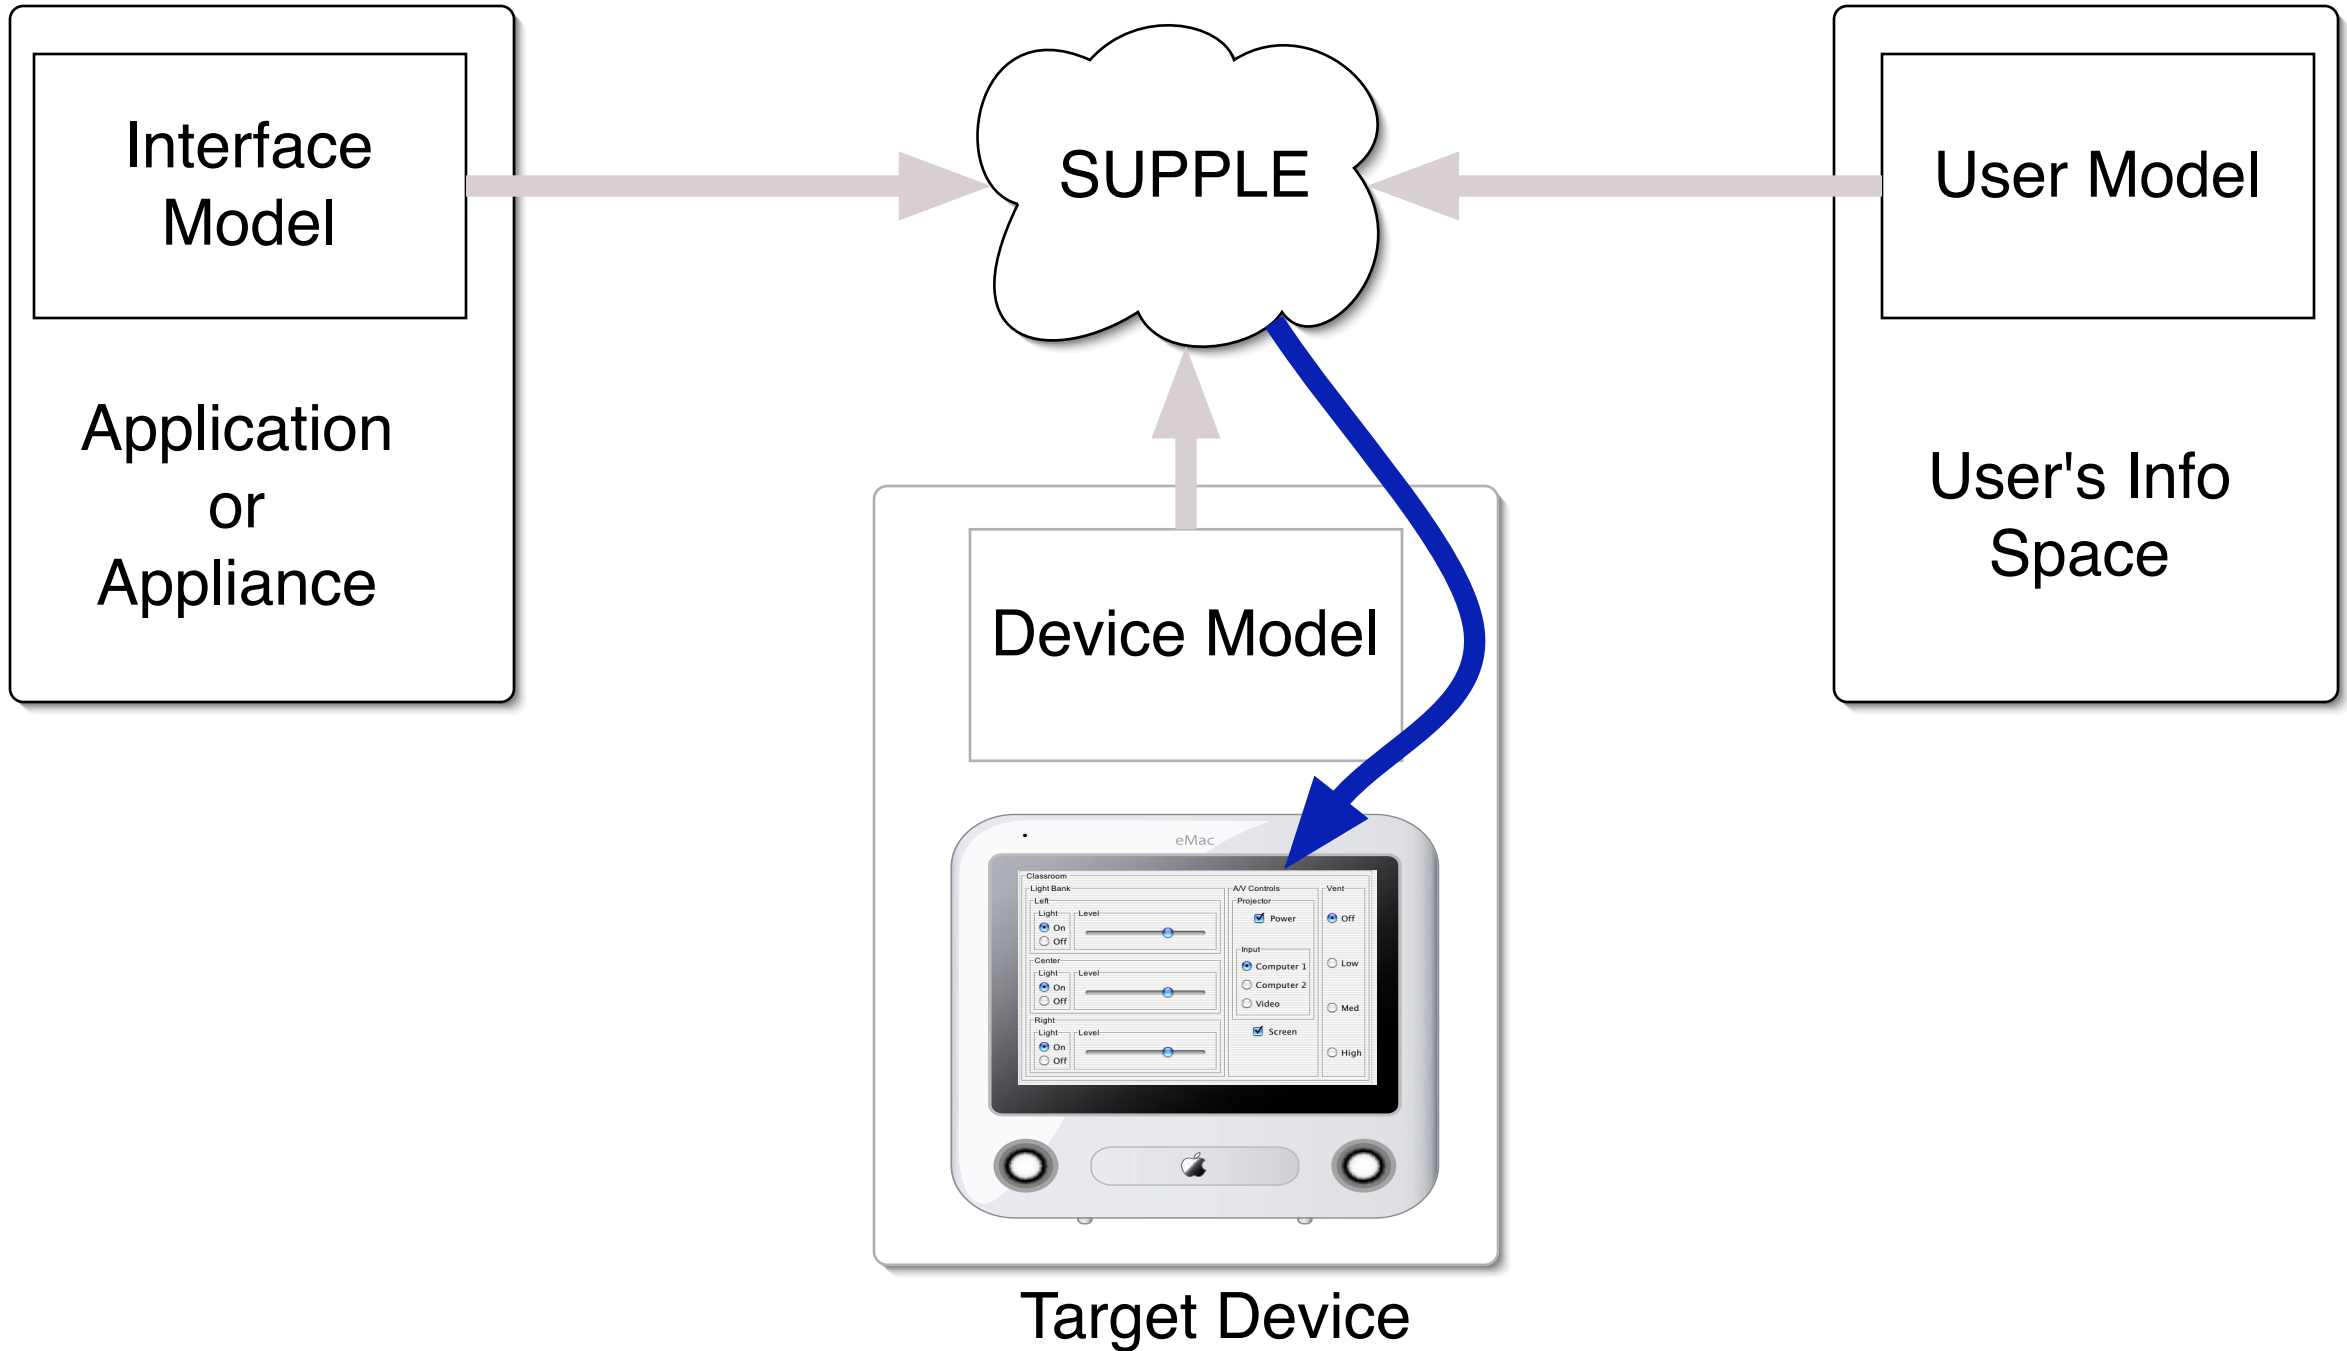 Interface
Model
Application
or
Appliance
SUPPLE
User Model
User's Info
Space
Device Model
eMac
Classroom
Light Bank
Left
Light
On
Off
Level
Center
Light
On
Off
Level
Right
Light
On
Off
Level
A/V Controls
Projector
Power
Input
Computer 1
Computer 2
Video
Screen
Vent
Off
Low
Med
High
Target Device